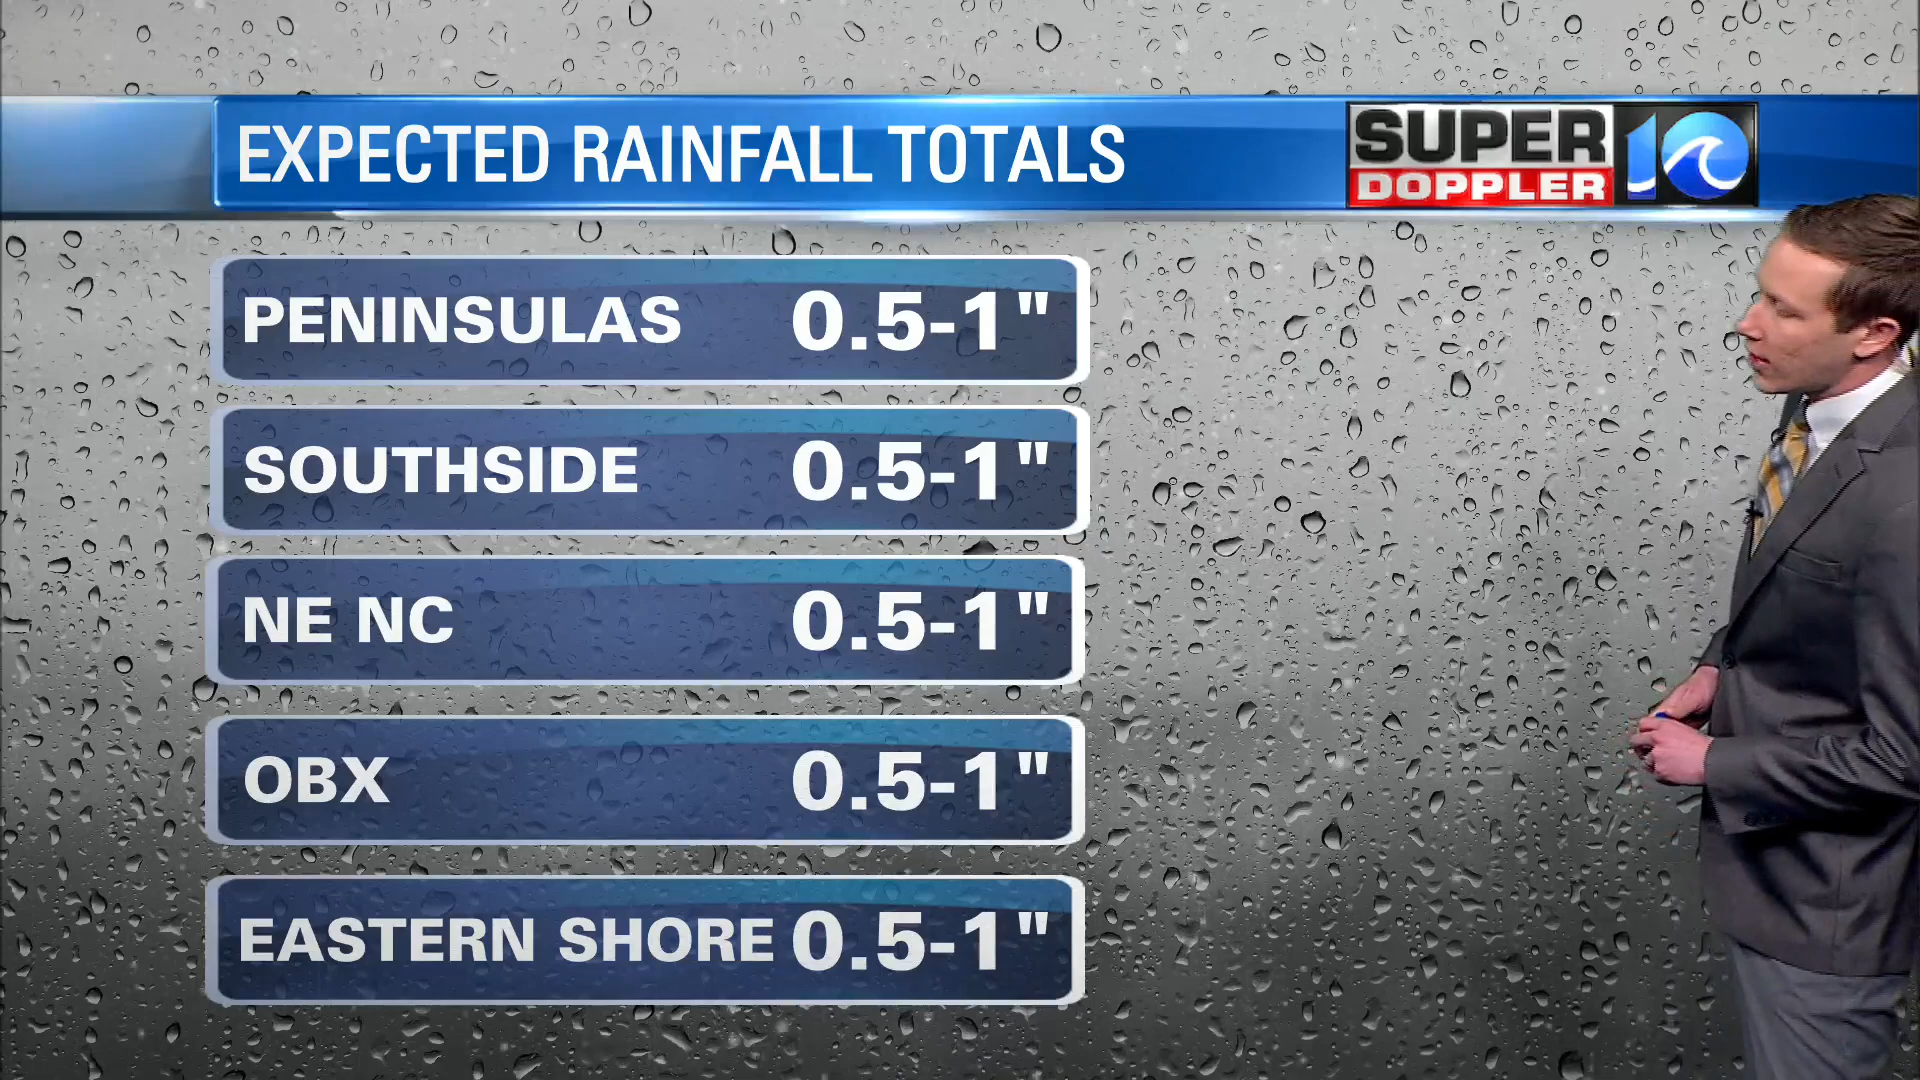 EXPECTED RAINFALL TOTALS
SUPER
DOPPLER
10
PENINSULAS 0.5-1"
SOUTHSIDE 0.5-1"
NE NC 0.5-1"
OBX 0.5-1"
EASTERN SHORE 0.5-1"